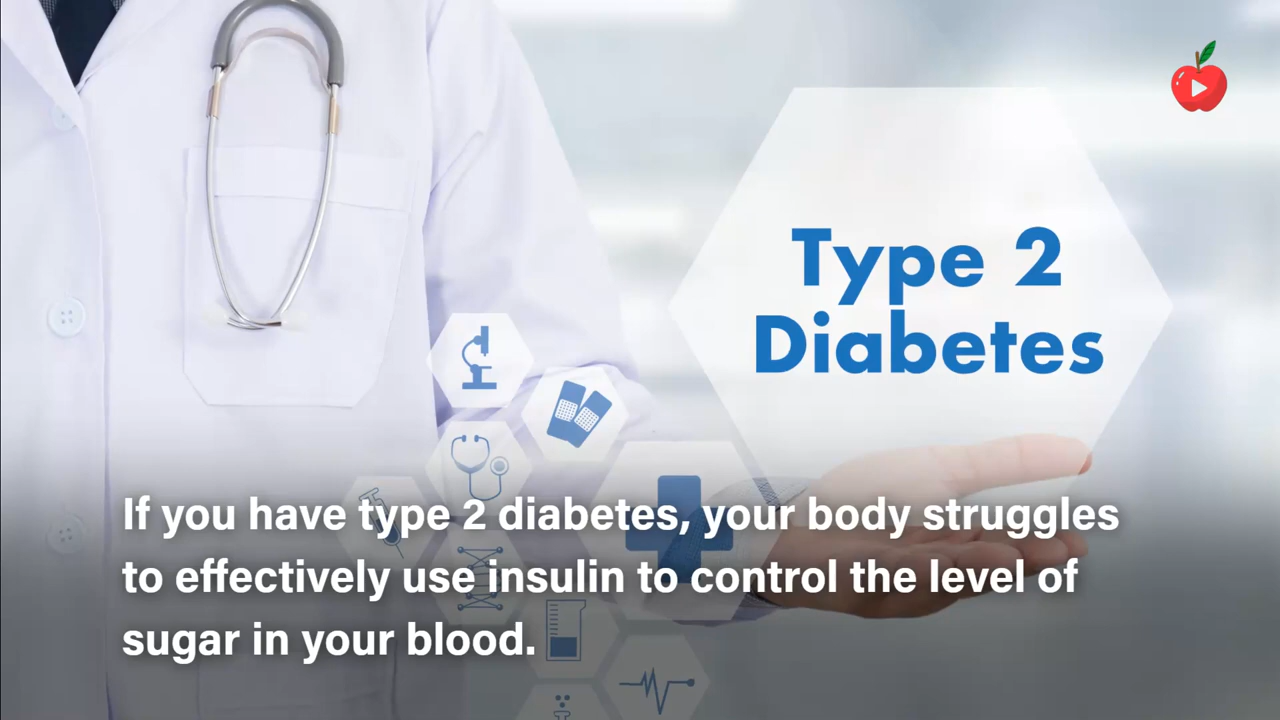 Type 2
Diabetes
If you have type 2 diabetes, your body struggles
to effectively use insulin to control the level of
sugar in your blood.